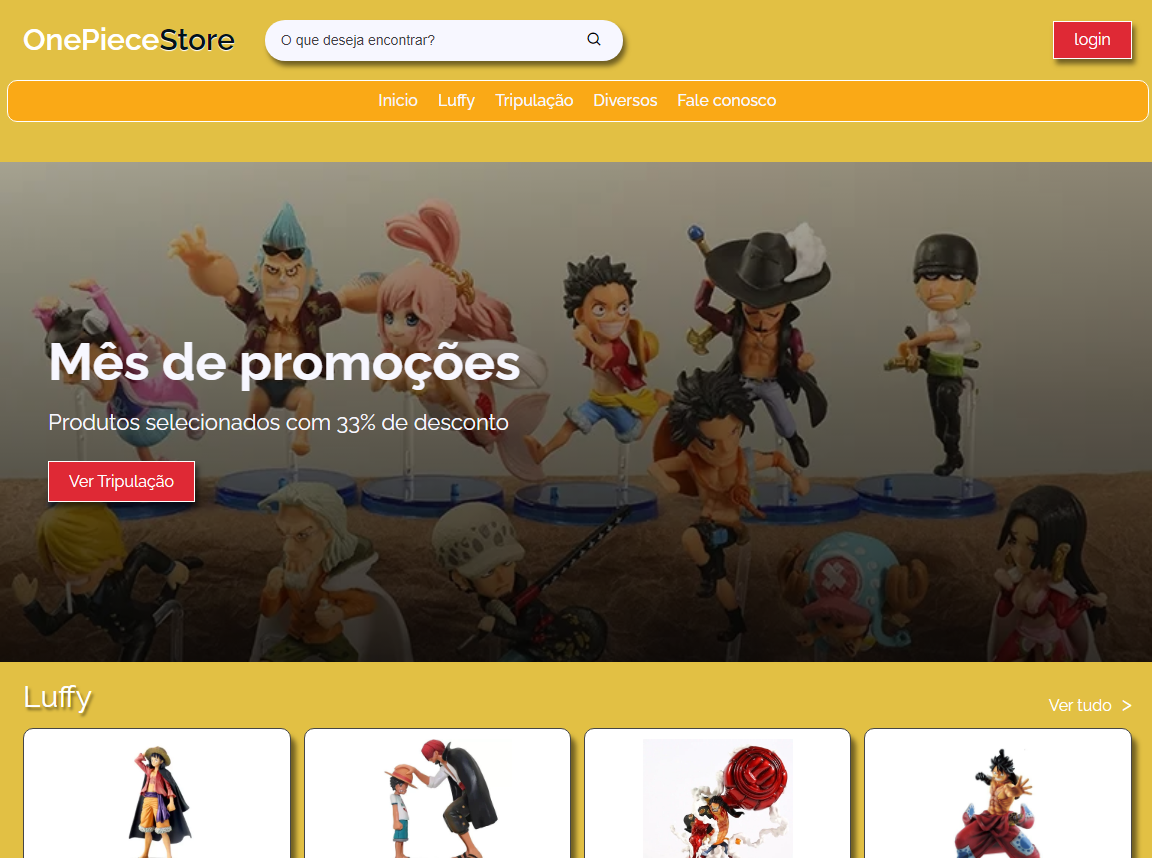 OnePieceStore
O que deseja encontrar?
login
Inicio Luffy Tripulação Diversos Fale conosco
Mês de promoções
Produtos selecionados com 33% de desconto
Ver Tripulação
Luffy
Ver tudo >